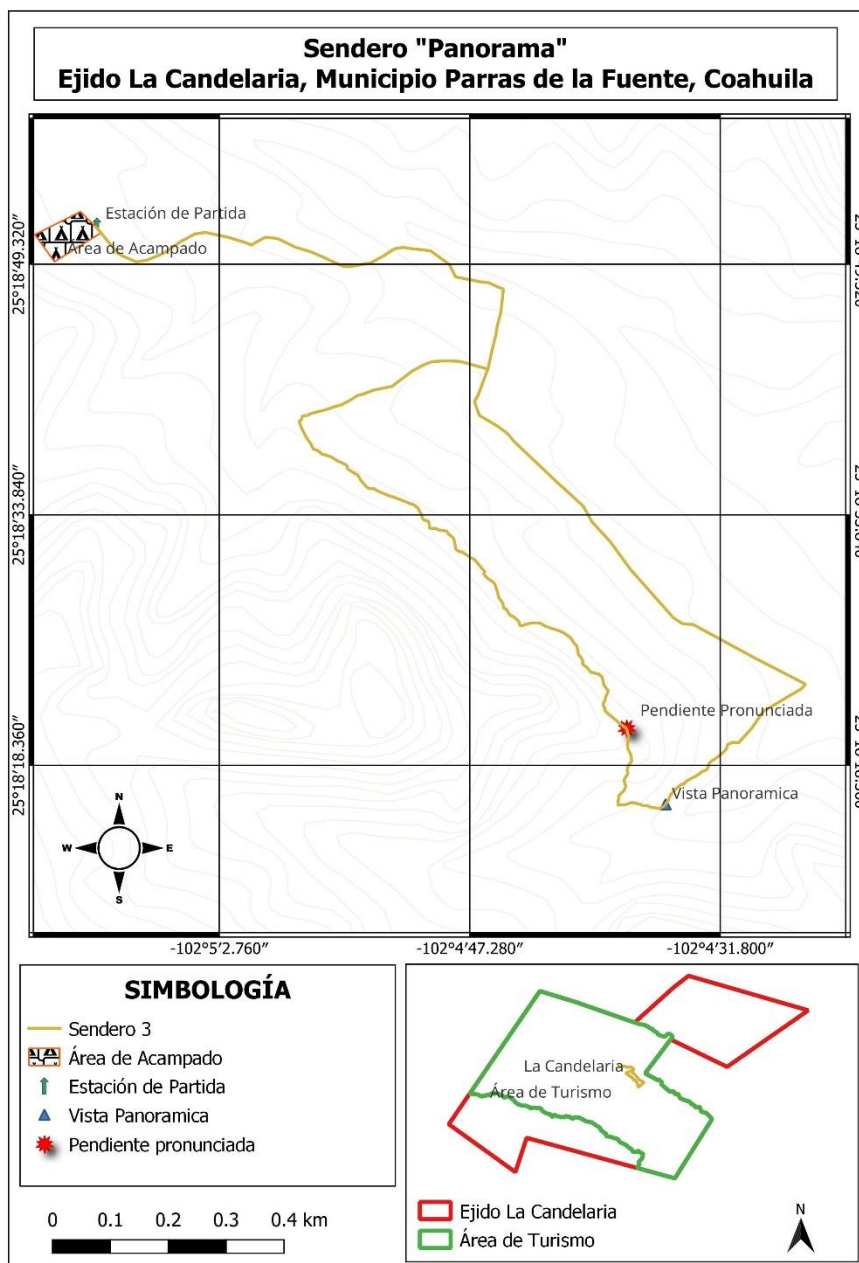 Sendero "Panorama"
Ejido La Candelaria, Municipio Parras de la Fuente, Coahuila
Estación de Partida
Área de Acampado
25°18'49.320"
25°18'33.840"
Pendiente Pronunciada
25°18'18.360"
Vista Panoramica
N
W
E
S
-102°52.760"
-102°4'47.280"
-102°4'31.800"
SIMBOLOGÍA
Sendero 3
Área de Acampado
Estación de Partida
Vista Panoramica
Pendiente pronunciada
0 0.1 0.2 0.3 0.4 km
La Candelaria
Área de Turismo
Ejido La Candelaria
Área de Turismo
N